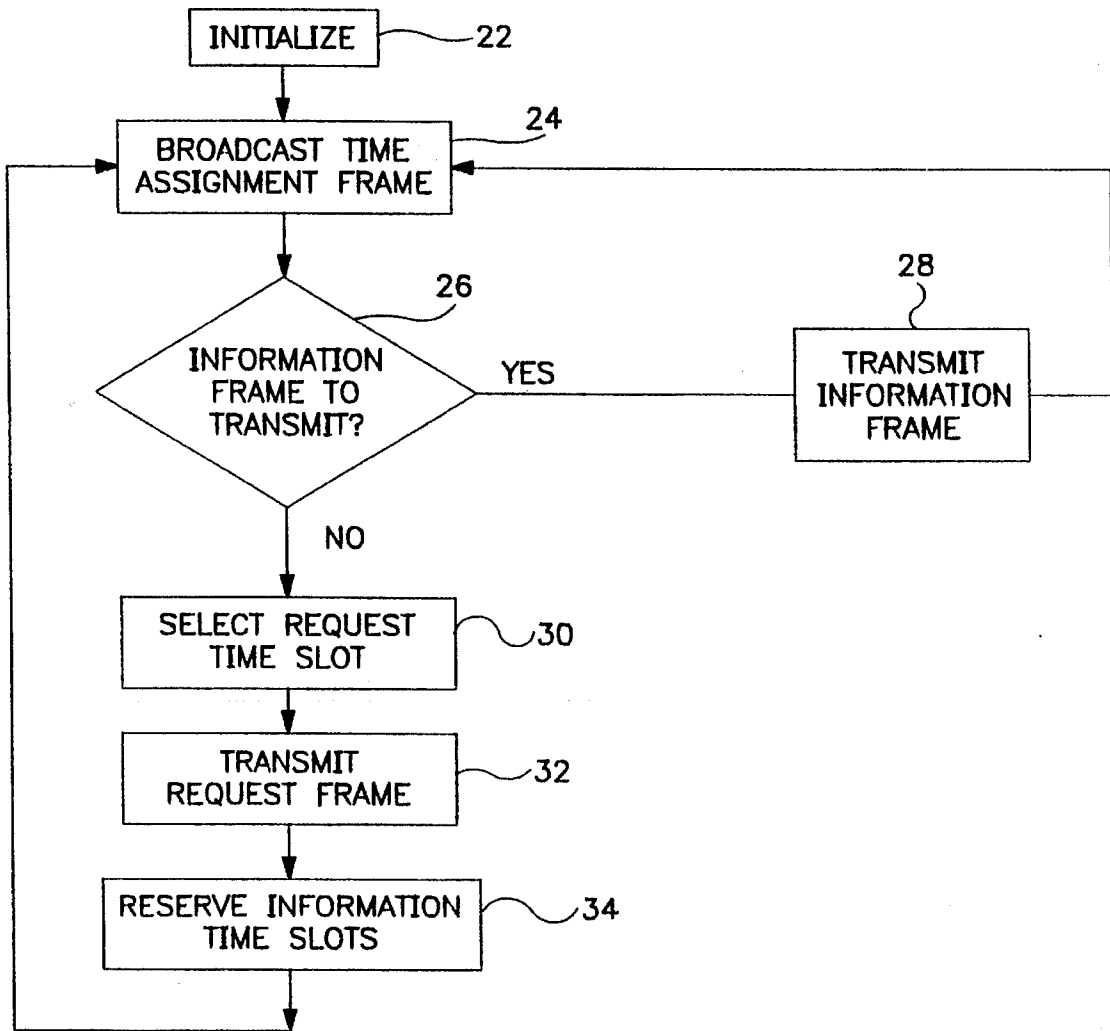 INITIALIZE
22
BROADCAST TIME
ASSIGNMENT FRAME
24
INFORMATION
FRAME TO
TRANSMIT?
26
YES
28
TRANSMIT
INFORMATION
FRAME
NO
SELECT REQUEST
TIME SLOT
30
TRANSMIT
REQUEST FRAME
32
RESERVE INFORMATION
TIME SLOTS
34